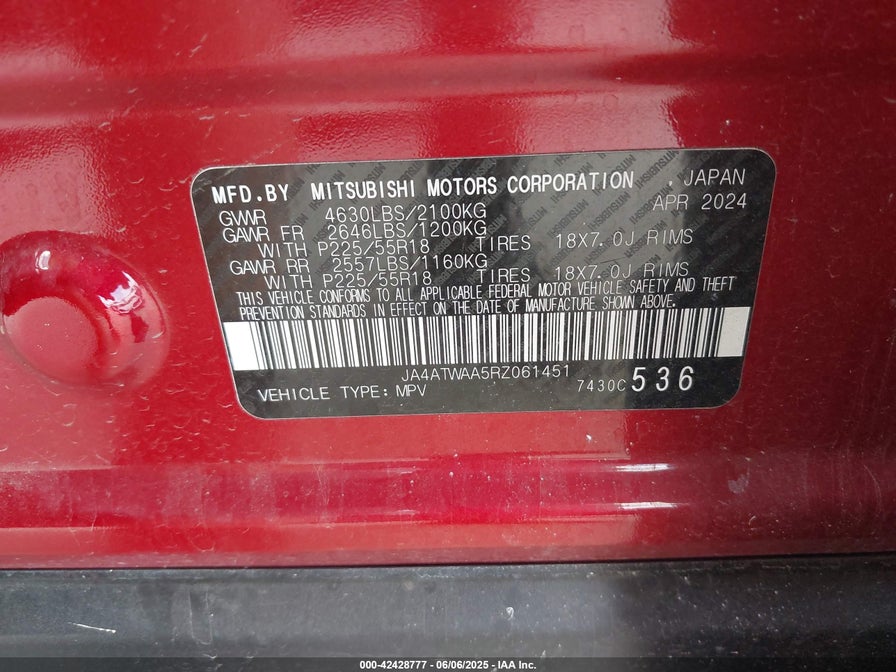 MFD.BY MITSUBISHI MOTORS CORPORATION , JAPAN
GVWR 4630LBS/2100KG APR 2024
GAWR FR 2646LBS/1200KG
WITH P225/55R18 TIRES 18X7.0J RIMS
GAWR RR 2557LBS/1160KG
WITH P225/55R18 TIRES 18X7.0J RIMS
THIS VEHICLE CONFORMS TO ALL APPLICABLE FEDERAL MOTOR VEHICLE SAFETY AND THEFT
PREVENTION STANDARDS IN EFFECT ON THE DATE OF MANUFACTURE SHOWN ABOVE.
JA4ATWAA5RZ061451
VEHICLE TYPE: MPV 7430C 536
000-42428777 - 06/06/2025 - IAA Inc.